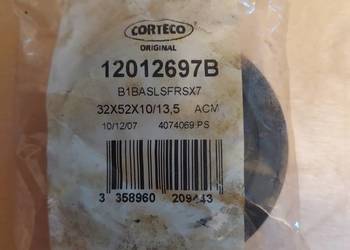 CORTECO
ORIGINAL
12012697B
B1BASLSFRSX7
32X52X10/13,5 ACM
10/12/07 4074069 PS
3 358960 209443